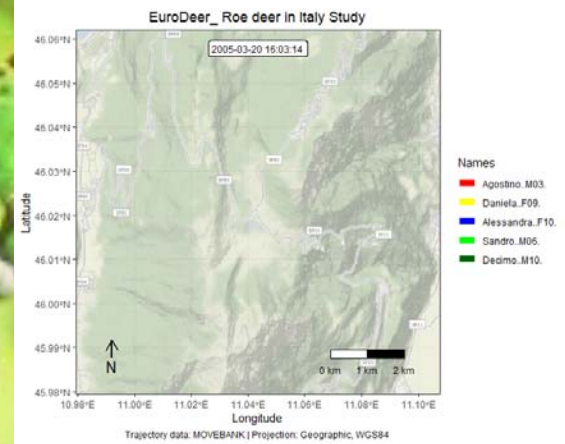 EuroDeer_ Roe deer in Italy Study
2005-03-20 16:03:14
46.06°N
46.05°N
46.04°N
46.03°N
46.02°N
46.01°N
46.00°N
45.99°N
45.98°N
Latitude
N
0 km 1 km 2 km
10.98°E 11.00°E 11.02°E 11.04°E 11.06°E 11.08°E 11.10°E
Longitude
Trajectory data: MOVEBANK | Projection: Geographic, WGS84
Names
Agostino..M03.
Daniela..F09.
Alessandra..F10.
Sandro..M06.
Decimo..M10.